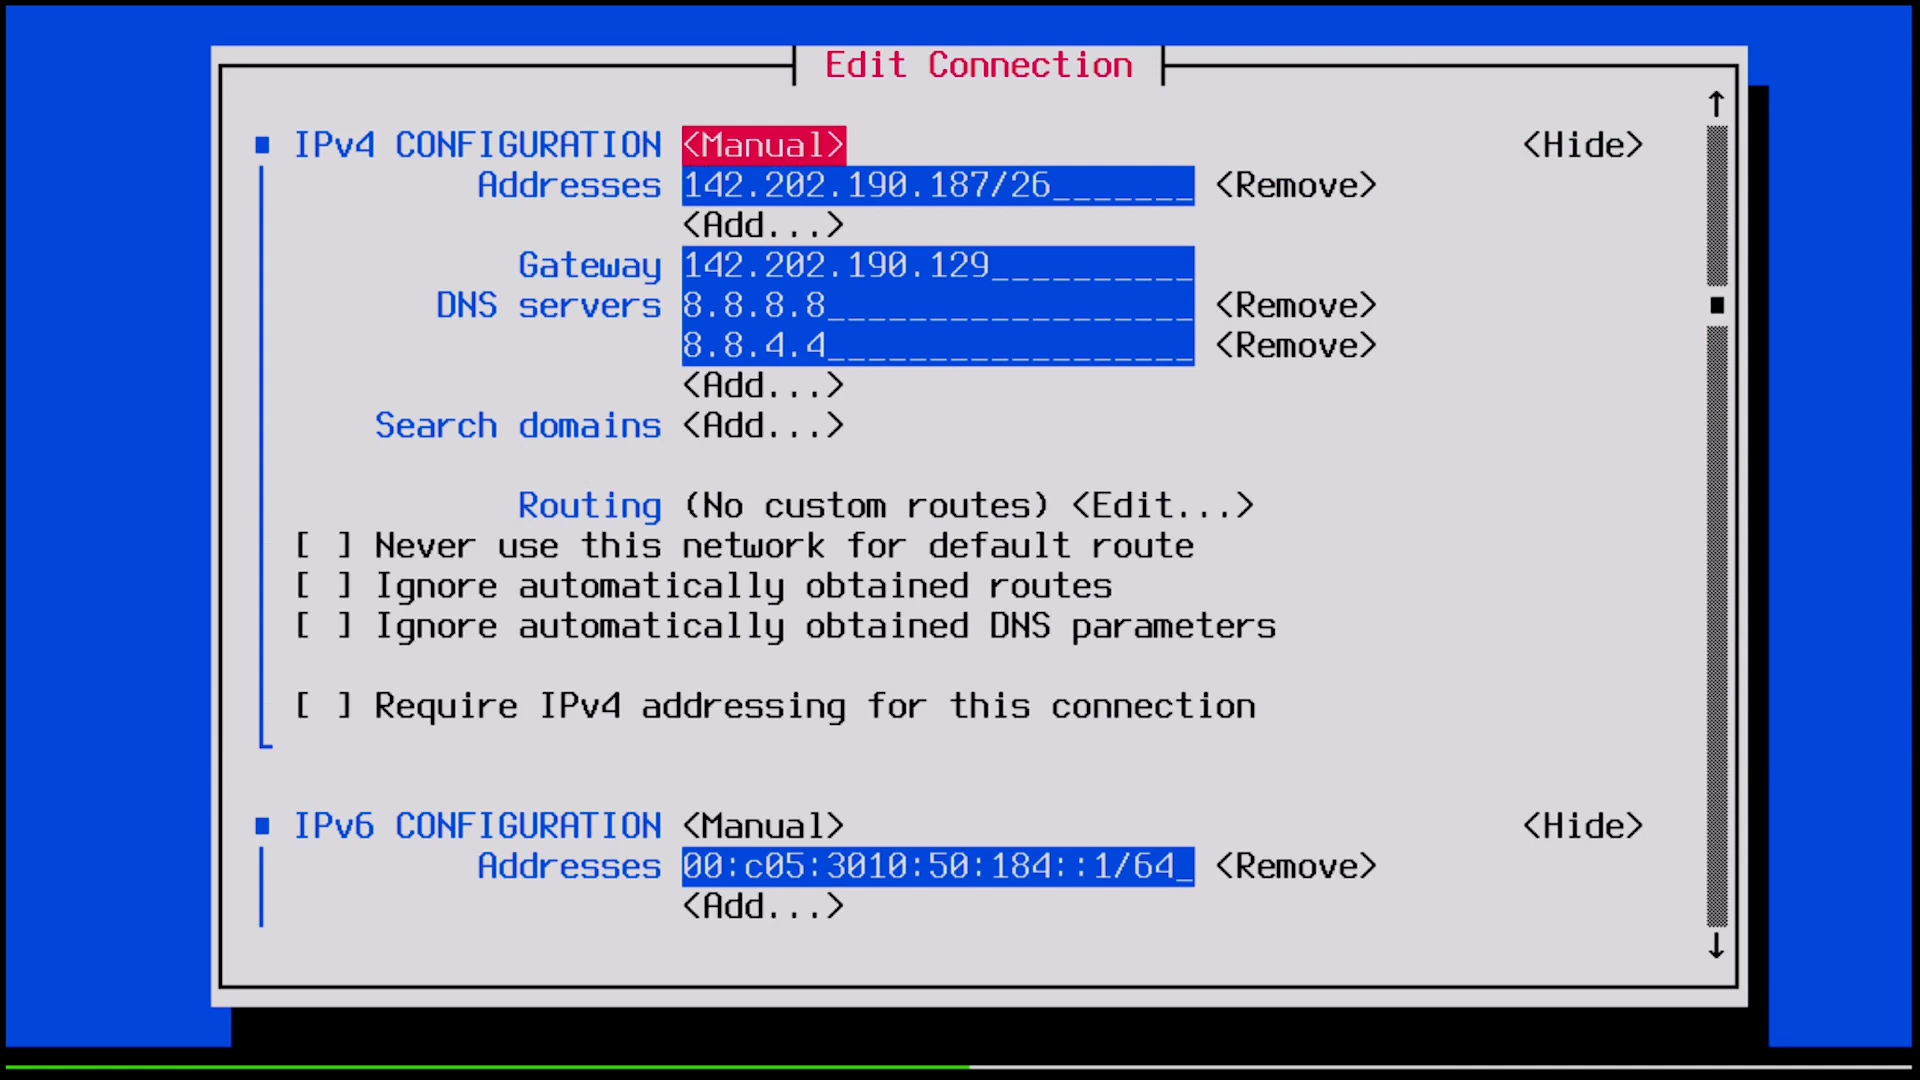 Edit Connection
↑
■ IPv4 CONFIGURATION <Manual> <Hide>
Addresses 142.202.190.187/26_______ <Remove>
<Add...>
Gateway 142.202.190.129__________
DNS servers 8.8.8.8__________________ <Remove>
8.8.4.4__________________ <Remove>
<Add...>
Search domains <Add...>
Routing (No custom routes) <Edit...>
[ ] Never use this network for default route
[ ] Ignore automatically obtained routes
[ ] Ignore automatically obtained DNS parameters
[ ] Require IPv4 addressing for this connection
■ IPv6 CONFIGURATION <Manual> <Hide>
Addresses 00:c05:3010:50:184::1/64_ <Remove>
<Add...>
↓